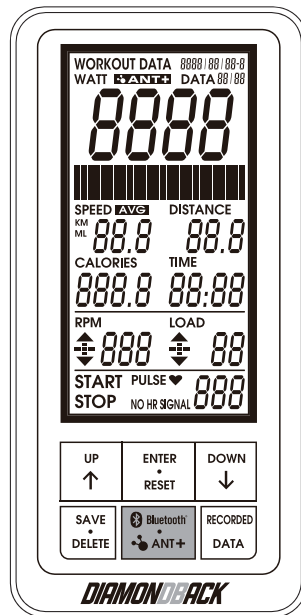 WORKOUT DATA 8888/88/88-8
WATT ANT+ DATA 88/88
8888
SPEED AVG DISTANCE
KM
ML 88.8 88.8
CALORIES TIME
888.8 88:88
RPM LOAD
888 88
START PULSE 888
STOP NO HR SIGNAL
UP ENTER DOWN
↑ • RESET ↓
SAVE Bluetooth RECORDED
• DELETE • ANT+ DATA
DIAMONDBACK